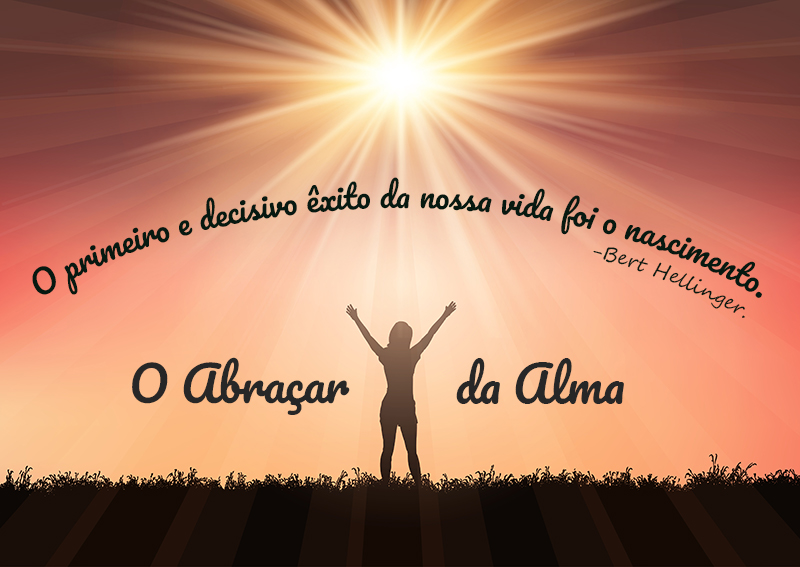 O primeiro e decisivo êxito da nossa vida foi o nascimento.
-Bert Hellinger.
O Abraçar da Alma